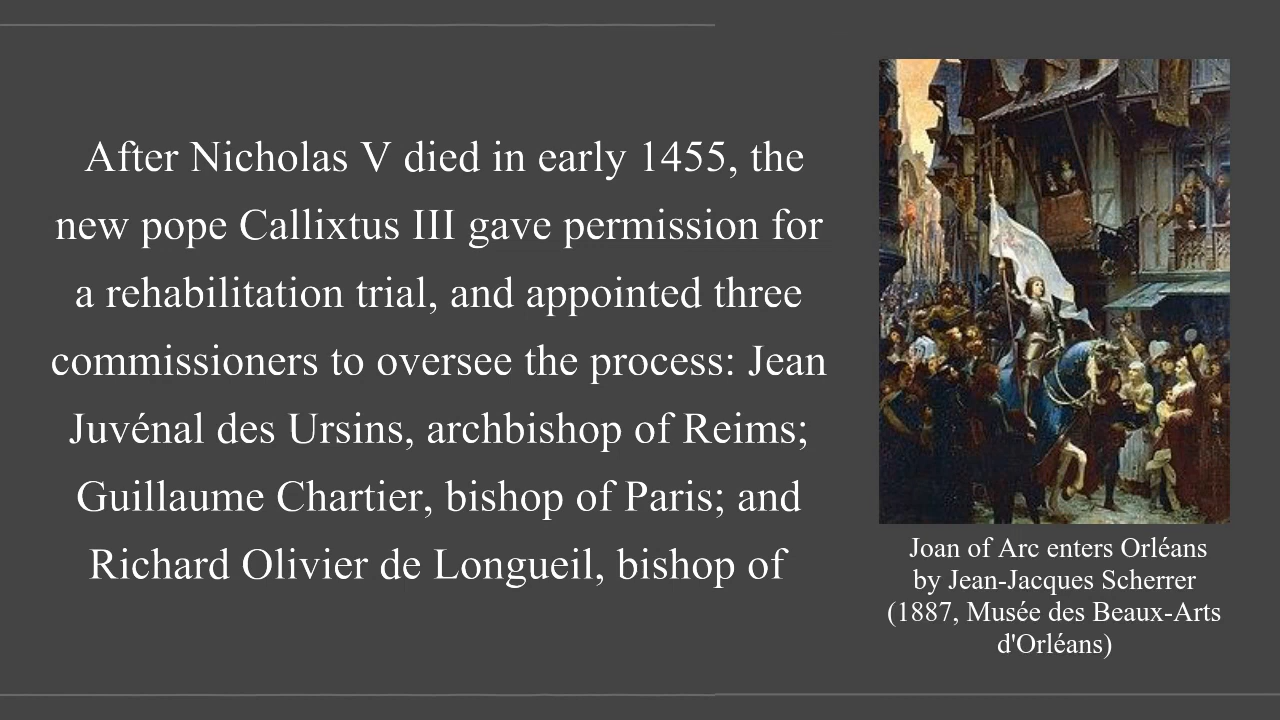 After Nicholas V died in early 1455, the
new pope Callixtus III gave permission for
a rehabilitation trial, and appointed three
commissioners to oversee the process: Jean
Juvénal des Ursins, archbishop of Reims;
Guillaume Chartier, bishop of Paris; and
Richard Olivier de Longueil, bishop of
Joan of Arc enters Orléans
by Jean-Jacques Scherrer
(1887, Musée des Beaux-Arts
d'Orléans)